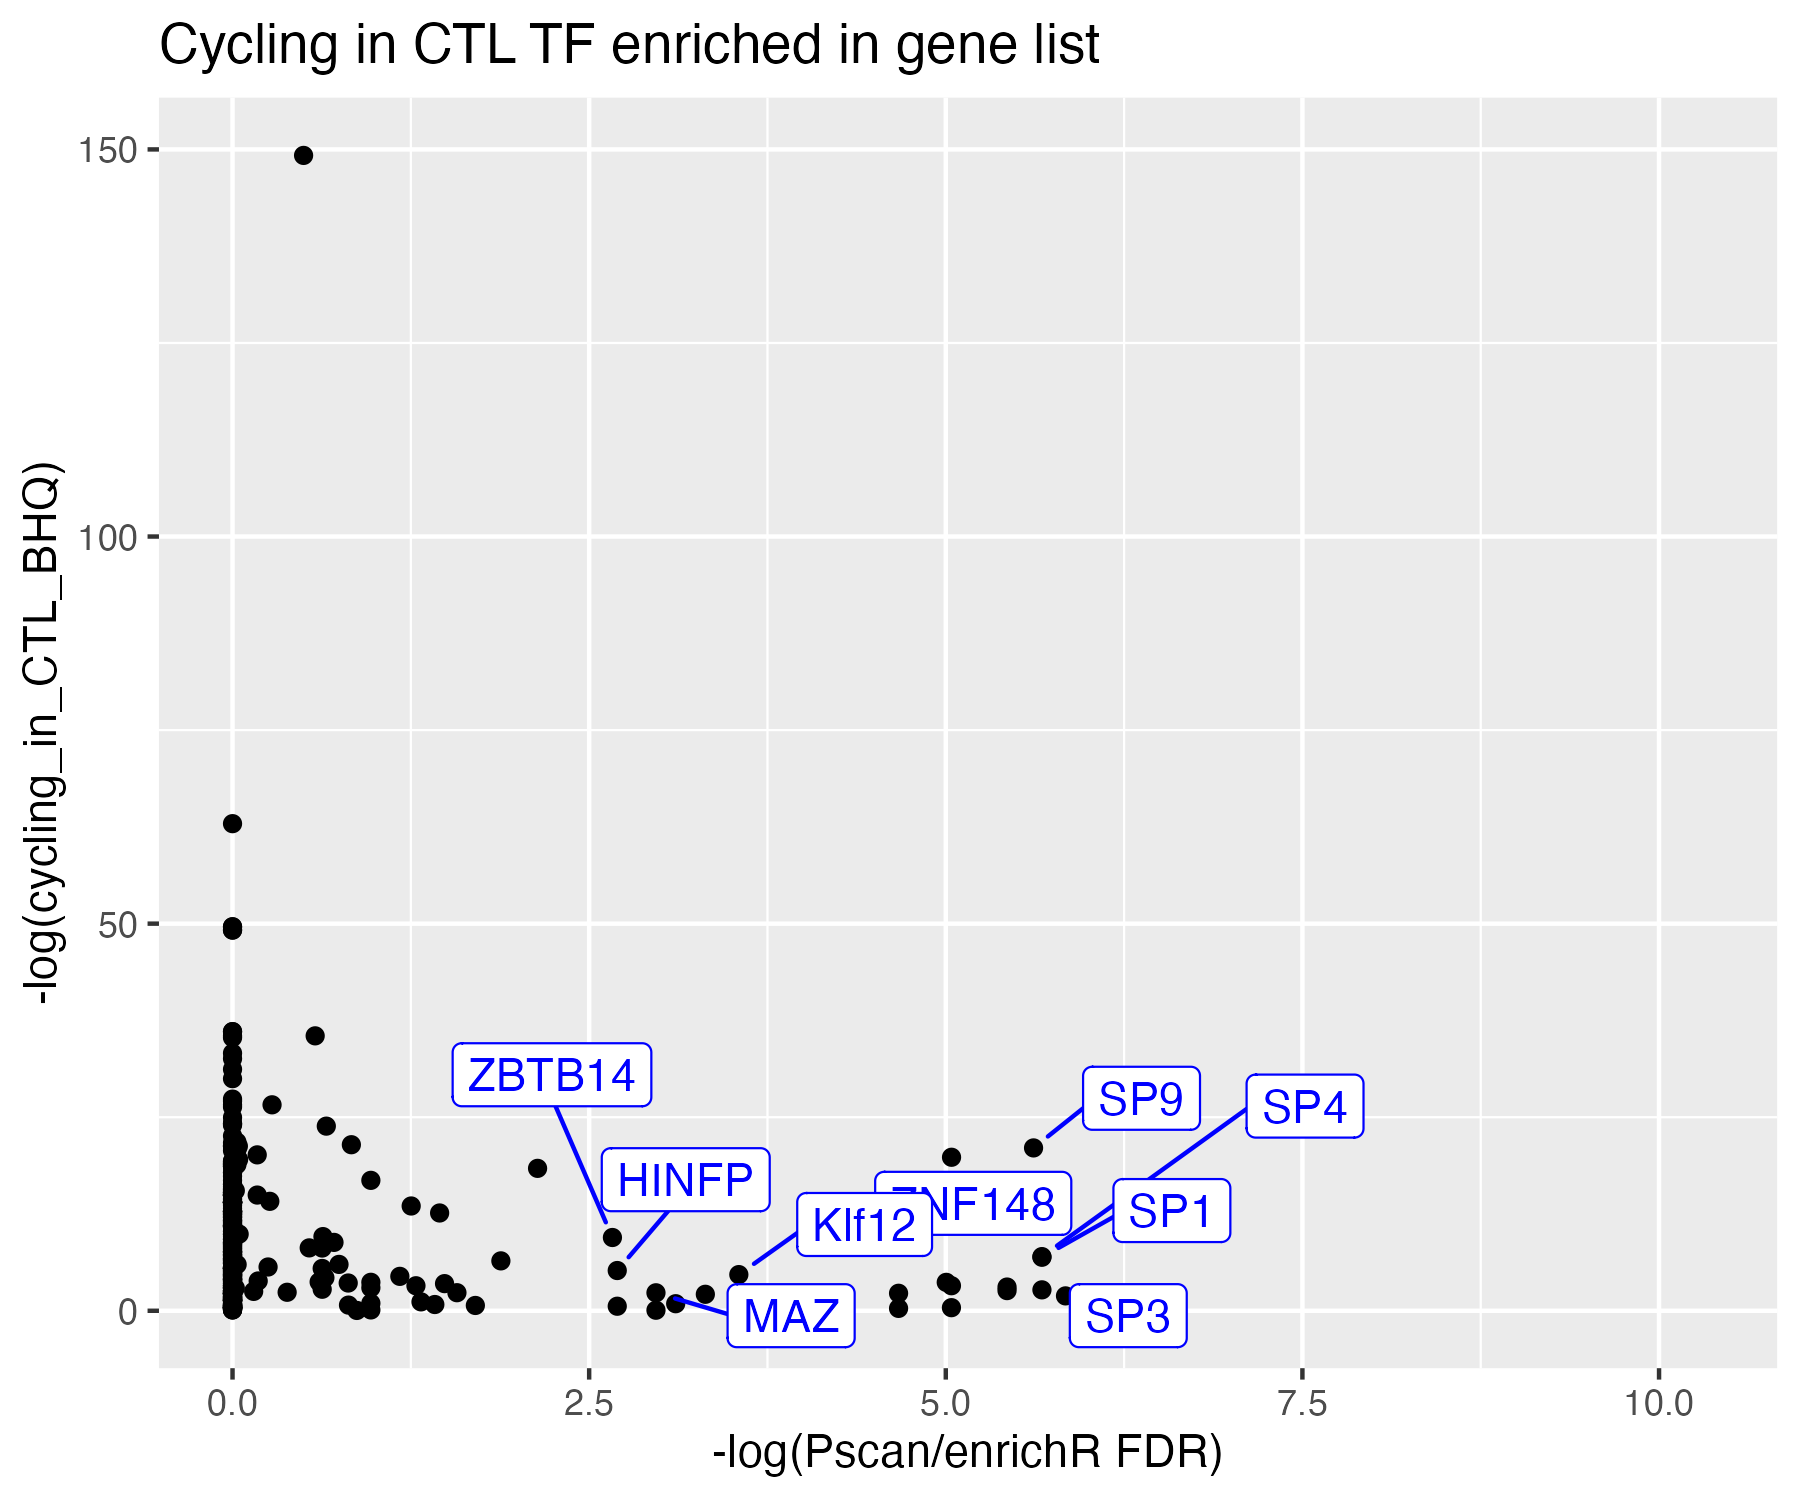 Cycling in CTL TF enriched in gene list
-log(cycling_in_CTL_BHQ)
150
100
50
0
ZBTB14
HINFP
SP9
SP4
ZNF148
Klf12
SP1
MAZ
SP3
0.0
2.5
5.0
7.5
10.0
-log(Pscan/enrichR FDR)